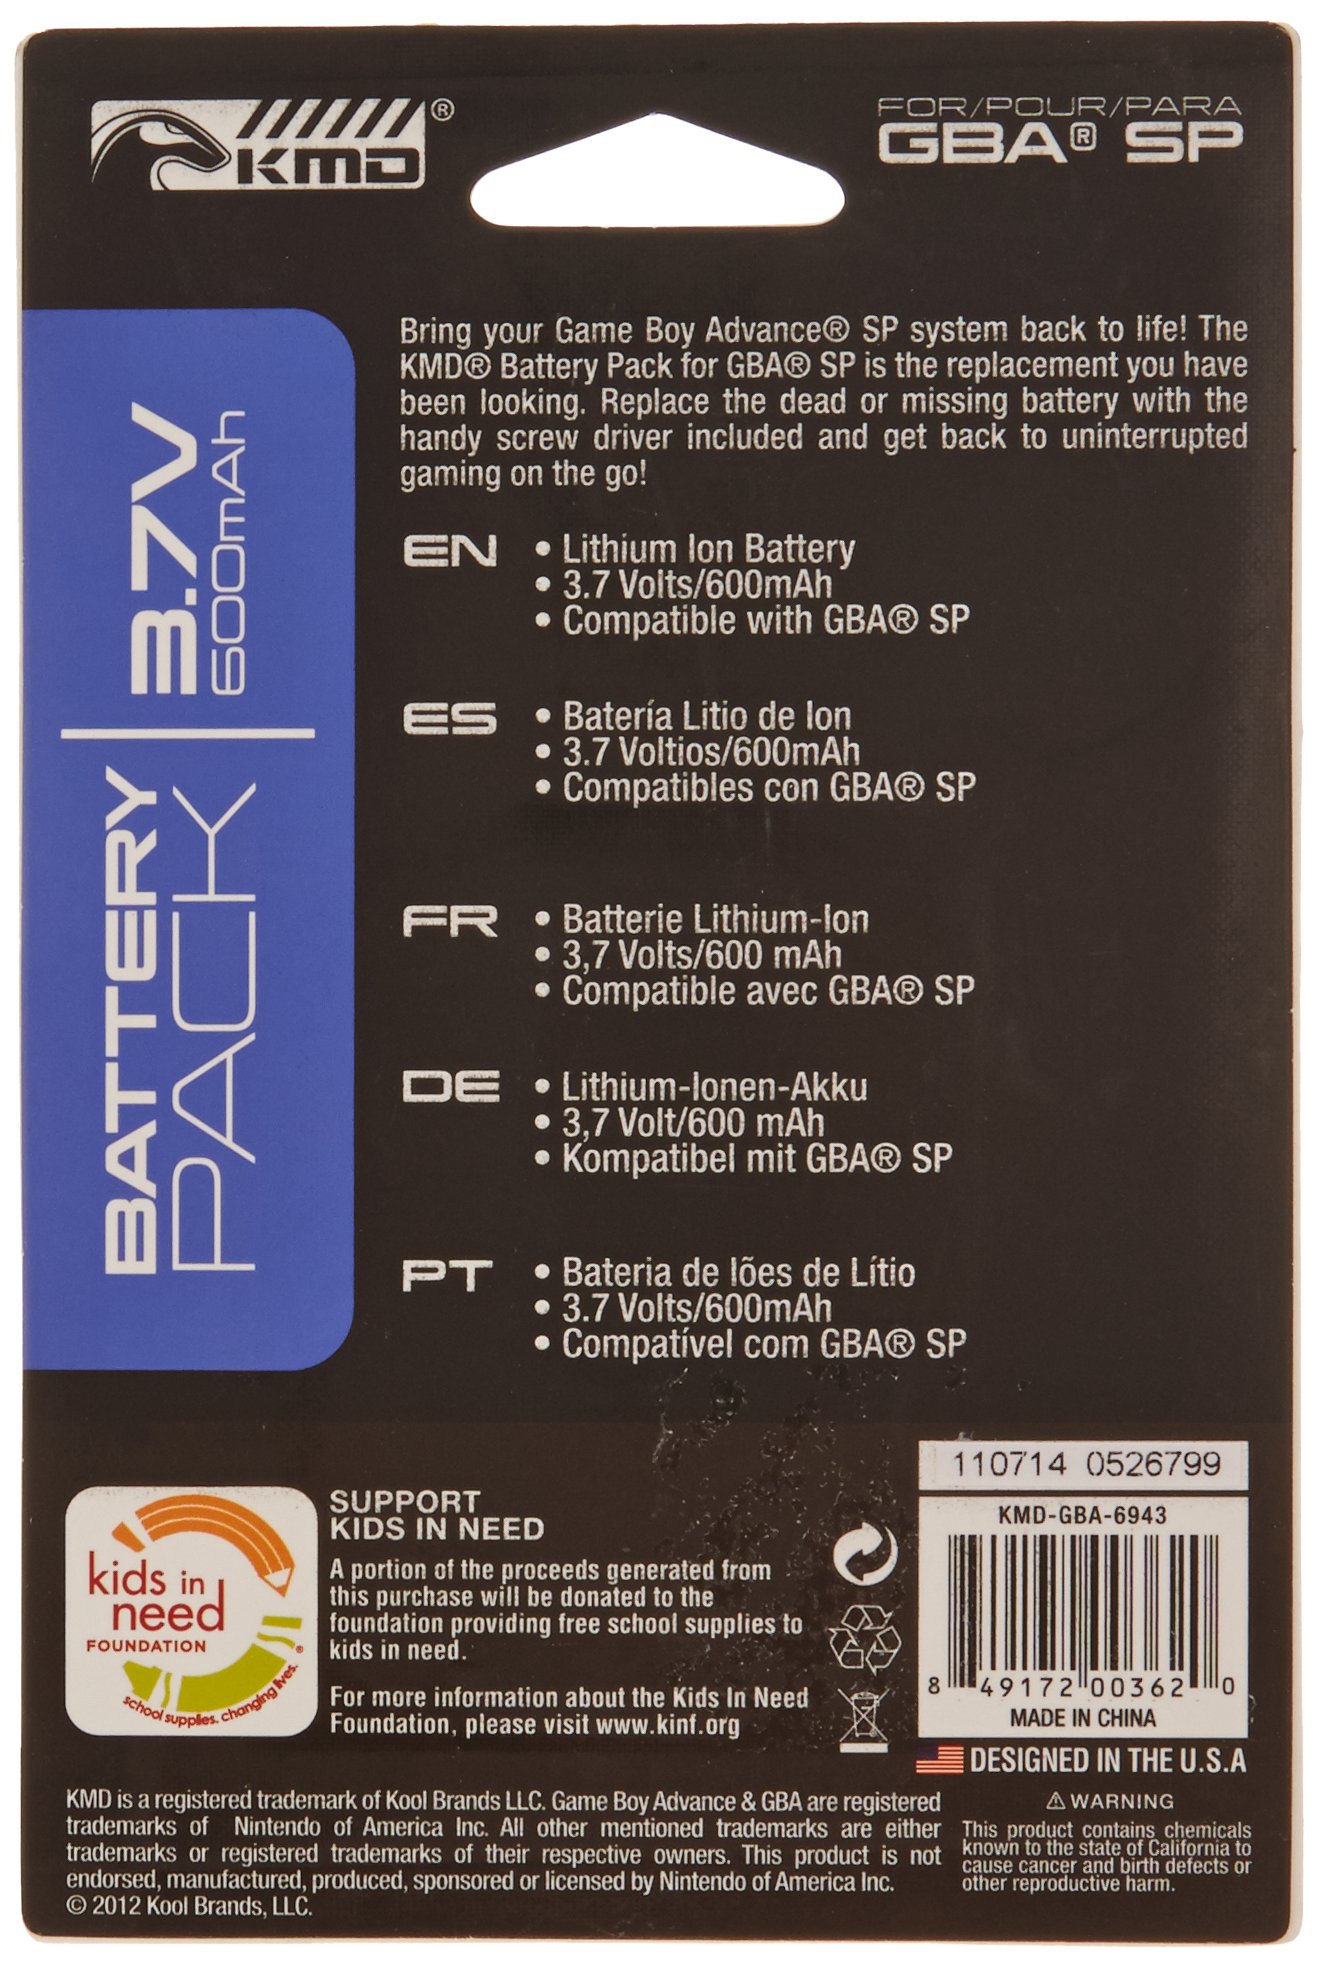 KMD®
FOR/POUR/PARA
GBA® SP
BATTERY
PACK
3.7V
600mAh
Bring your Game Boy Advance® SP system back to life! The
KMD® Battery Pack for GBA® SP is the replacement you have
been looking. Replace the dead or missing battery with the
handy screw driver included and get back to uninterrupted
gaming on the go!
EN
• Lithium Ion Battery
• 3.7 Volts/600mAh
• Compatible with GBA® SP
ES
• Batería Litio de Ion
• 3.7 Voltios/600mAh
• Compatibles con GBA® SP
FR
• Batterie Lithium-Ion
• 3,7 Volts/600 mAh
• Compatible avec GBA® SP
DE
• Lithium-Ionen-Akku
• 3,7 Volt/600 mAh
• Kompatibel mit GBA® SP
PT
• Bateria de Iões de Lítio
• 3.7 Volts/600mAh
• Compatível com GBA® SP
kids in
need
FOUNDATION
®
school supplies. changing lives.
SUPPORT
KIDS IN NEED
A portion of the proceeds generated from
this purchase will be donated to the
foundation providing free school supplies to
kids in need.
For more information about the Kids In Need
Foundation, please visit www.kinf.org
110714 0526799
KMD-GBA-6943
8 49172 00362 0
MADE IN CHINA
DESIGNED IN THE U.S.A
KMD is a registered trademark of Kool Brands LLC. Game Boy Advance & GBA are registered
trademarks of Nintendo of America Inc. All other mentioned trademarks are either
trademarks or registered trademarks of their respective owners. This product is not
endorsed, manufactured, produced, sponsored or licensed by Nintendo of America Inc.
© 2012 Kool Brands, LLC.
⚠ WARNING
This product contains chemicals
known to the state of California to
cause cancer and birth defects or
other reproductive harm.